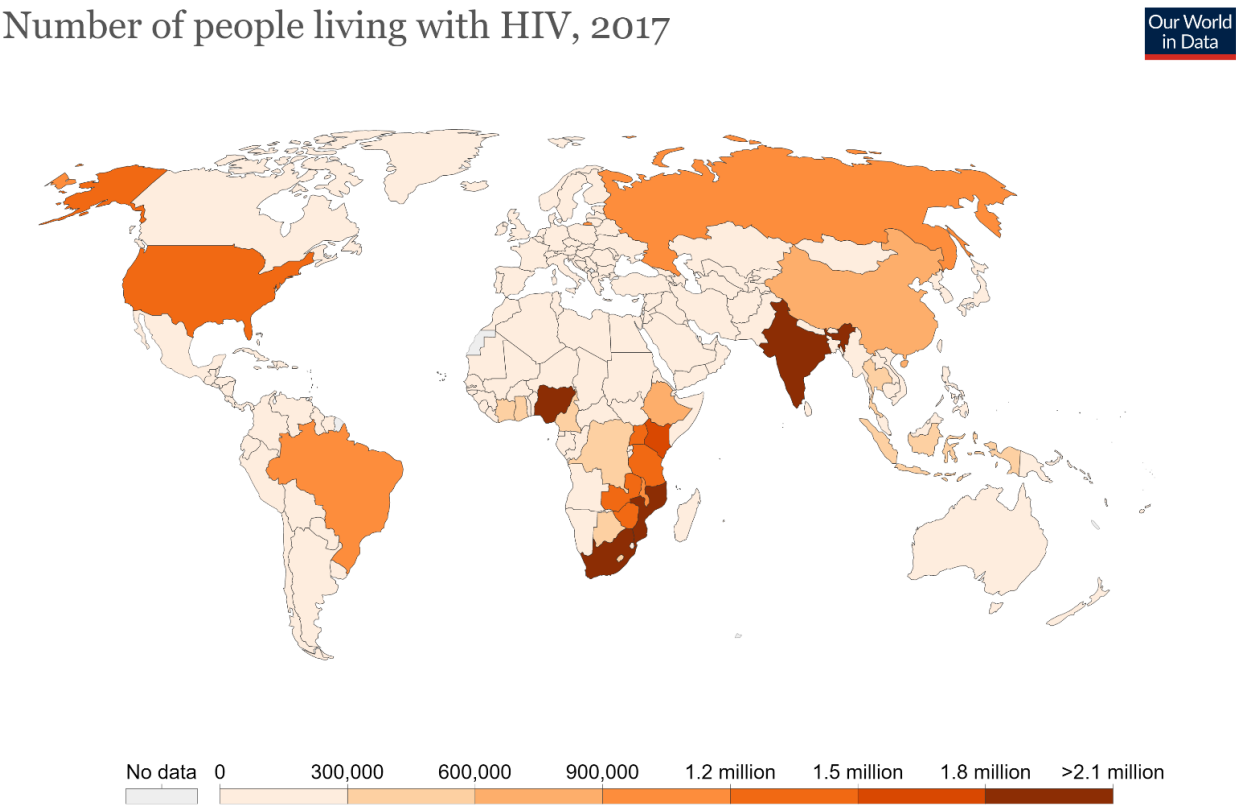 Number of people living with HIV, 2017
Our World
in Data
No data 0 300,000 600,000 900,000 1.2 million 1.5 million 1.8 million >2.1 million